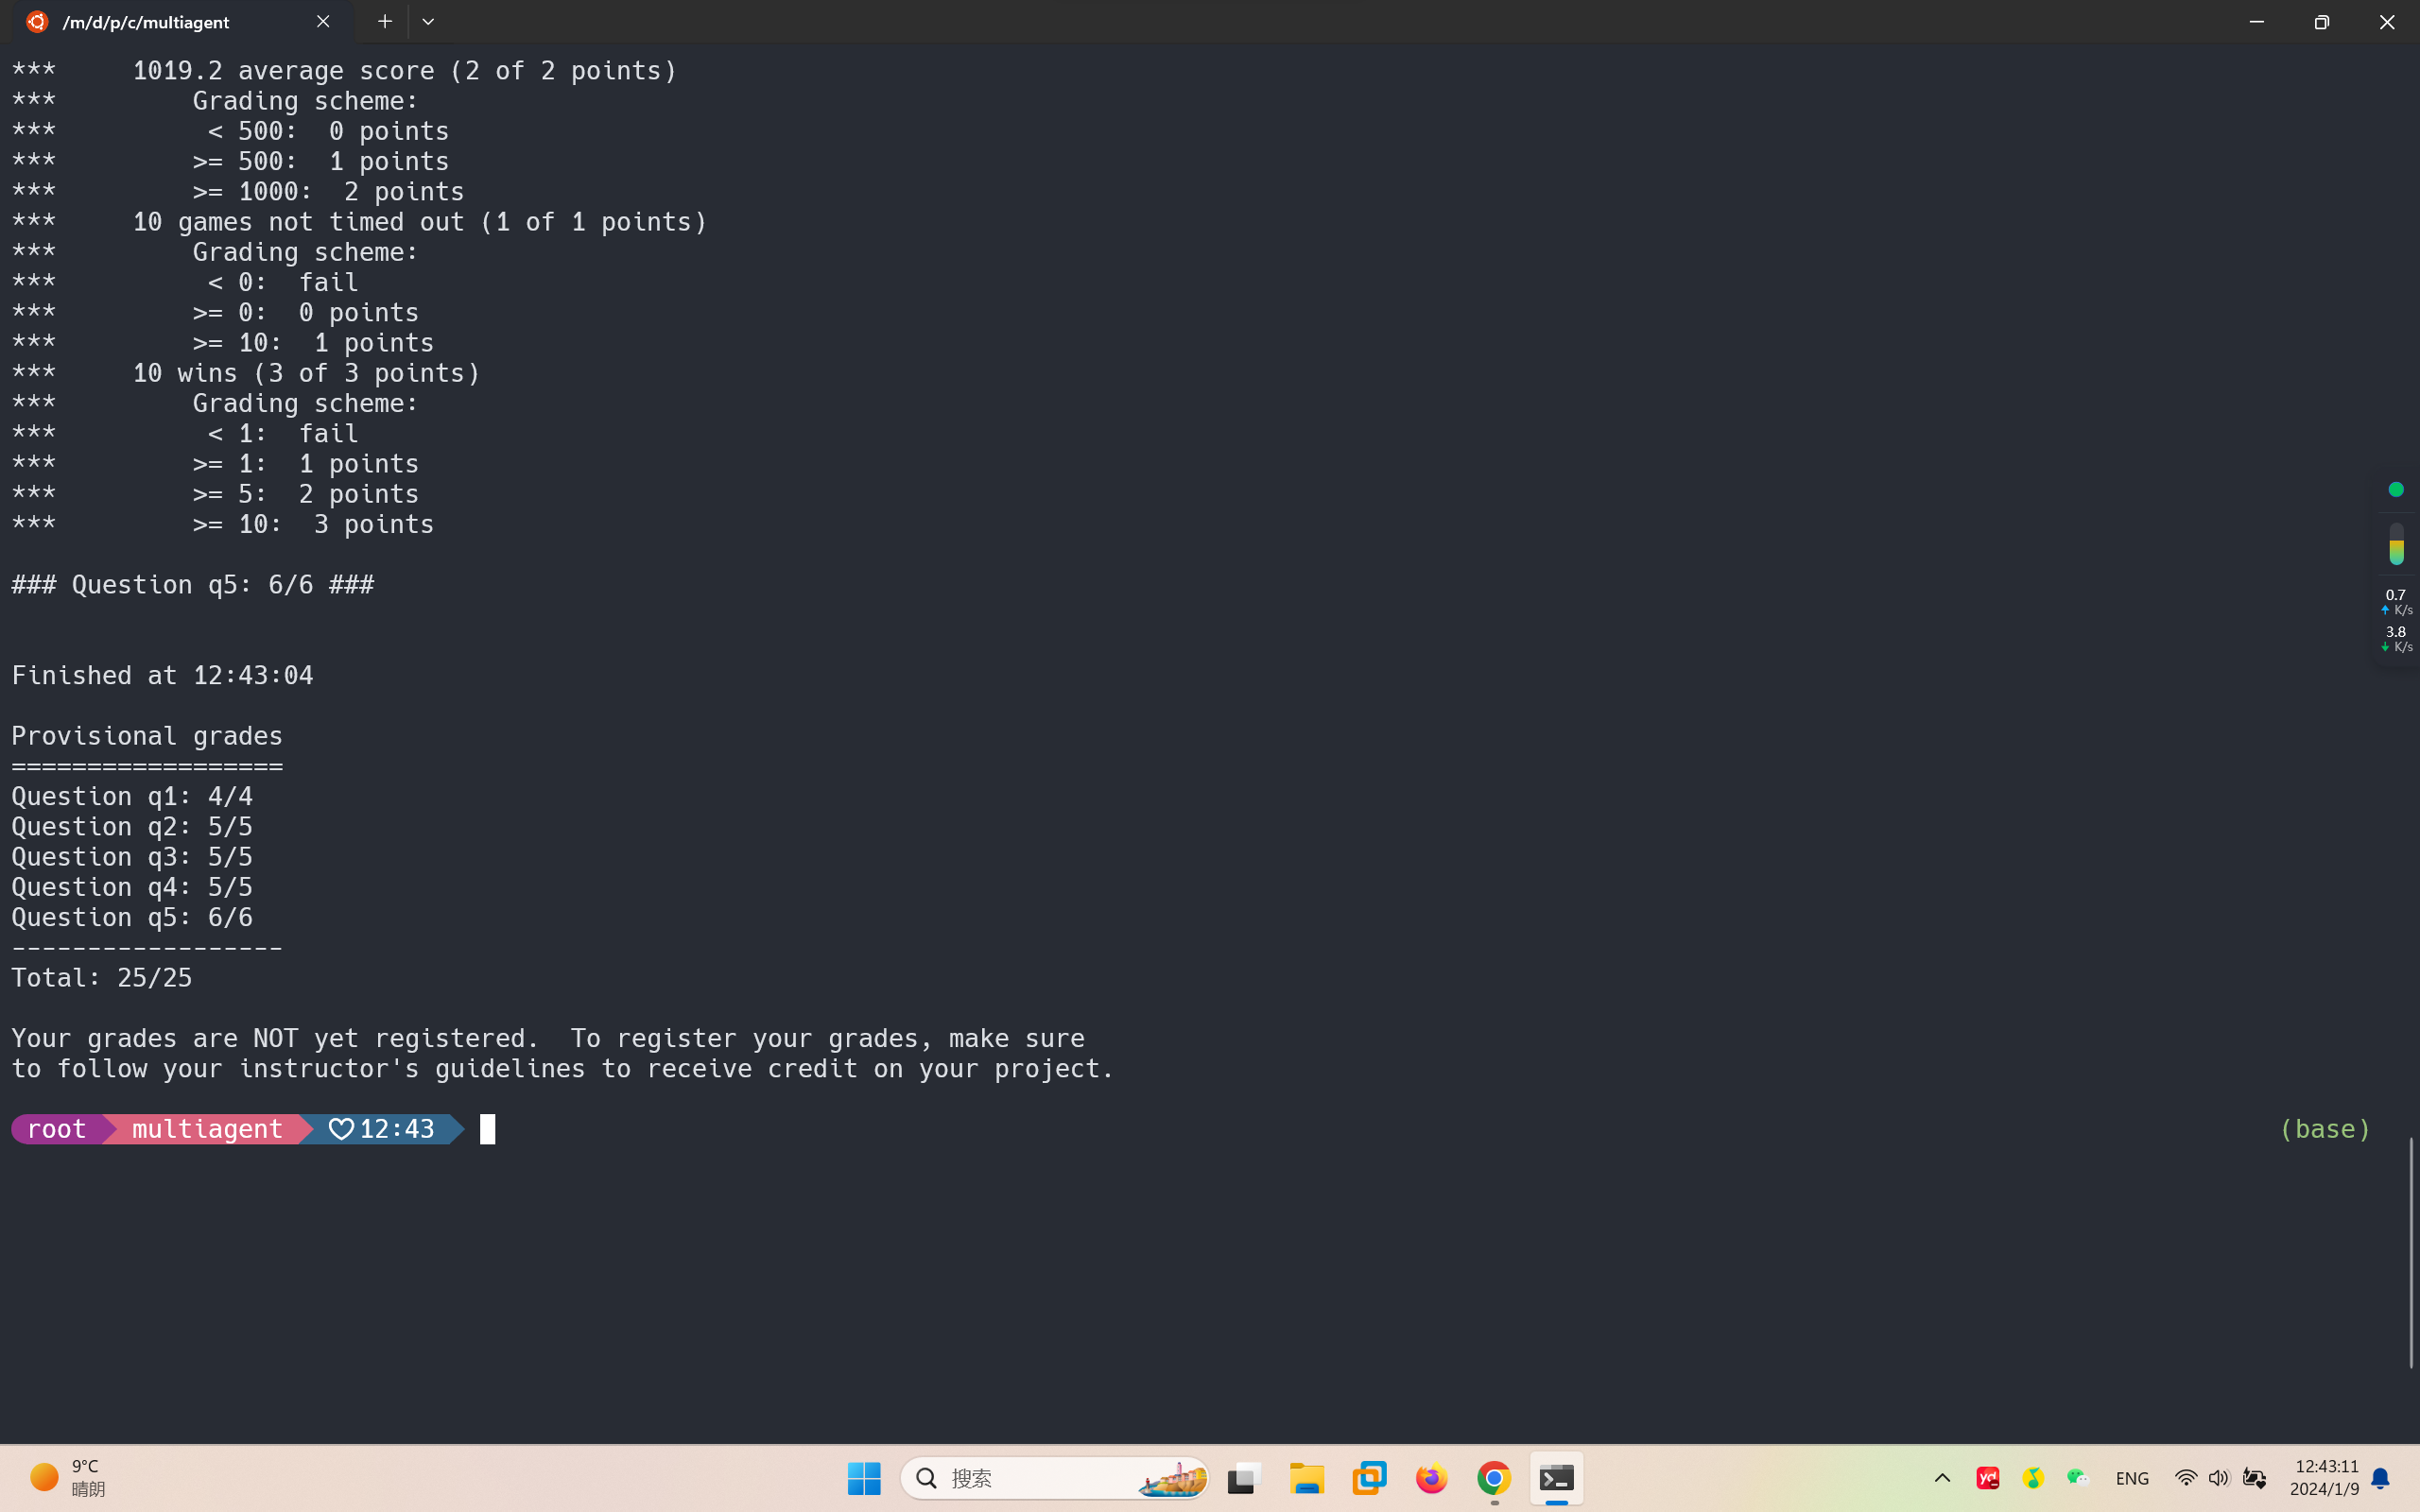 /m/d/p/c/multiagent
***     1019.2 average score (2 of 2 points)
***         Grading scheme:
***          < 500:  0 points
***         >= 500:  1 points
***         >= 1000:  2 points
***     10 games not timed out (1 of 1 points)
***         Grading scheme:
***          < 0:  fail
***         >= 0:  0 points
***         >= 10:  1 points
***     10 wins (3 of 3 points)
***         Grading scheme:
***          < 1:  fail
***         >= 1:  1 points
***         >= 5:  2 points
***         >= 10:  3 points
### Question q5: 6/6 ###
0.7
K/s
3.8
K/s
Finished at 12:43:04
Provisional grades
==================
Question q1: 4/4
Question q2: 5/5
Question q3: 5/5
Question q4: 5/5
Question q5: 6/6
------------------
Total: 25/25
Your grades are NOT yet registered.  To register your grades, make sure
to follow your instructor's guidelines to receive credit on your project.
root multiagent ♡12:43 (base)
9°C
晴朗
搜索
yd
ENG
12:43:11
2024/1/9